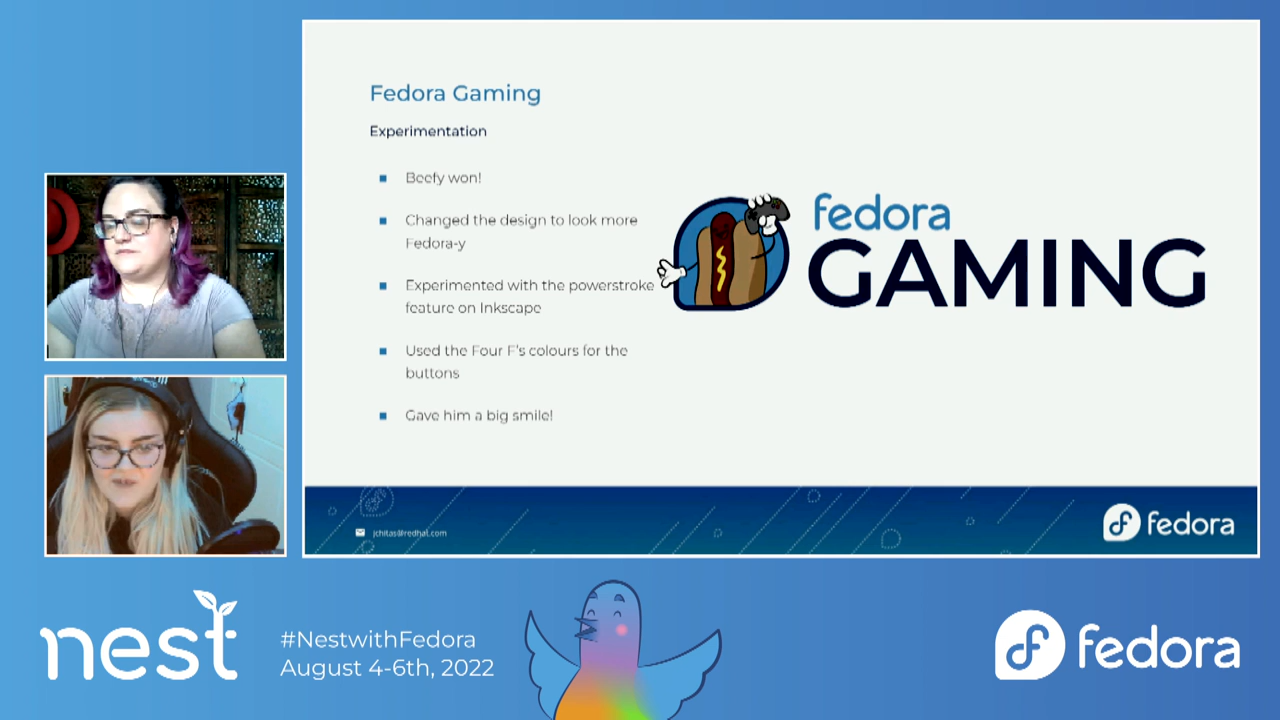 Fedora Gaming
Experimentation
Beefy won!
Changed the design to look more
Fedora-y
Experimented with the powerstroke
feature on Inkscape
Used the Four F's colours for the
buttons
Gave him a big smile!
fedora
GAMING
jchitas@redhat.com
fedora
nest
#NestwithFedora
August 4-6th, 2022
fedora